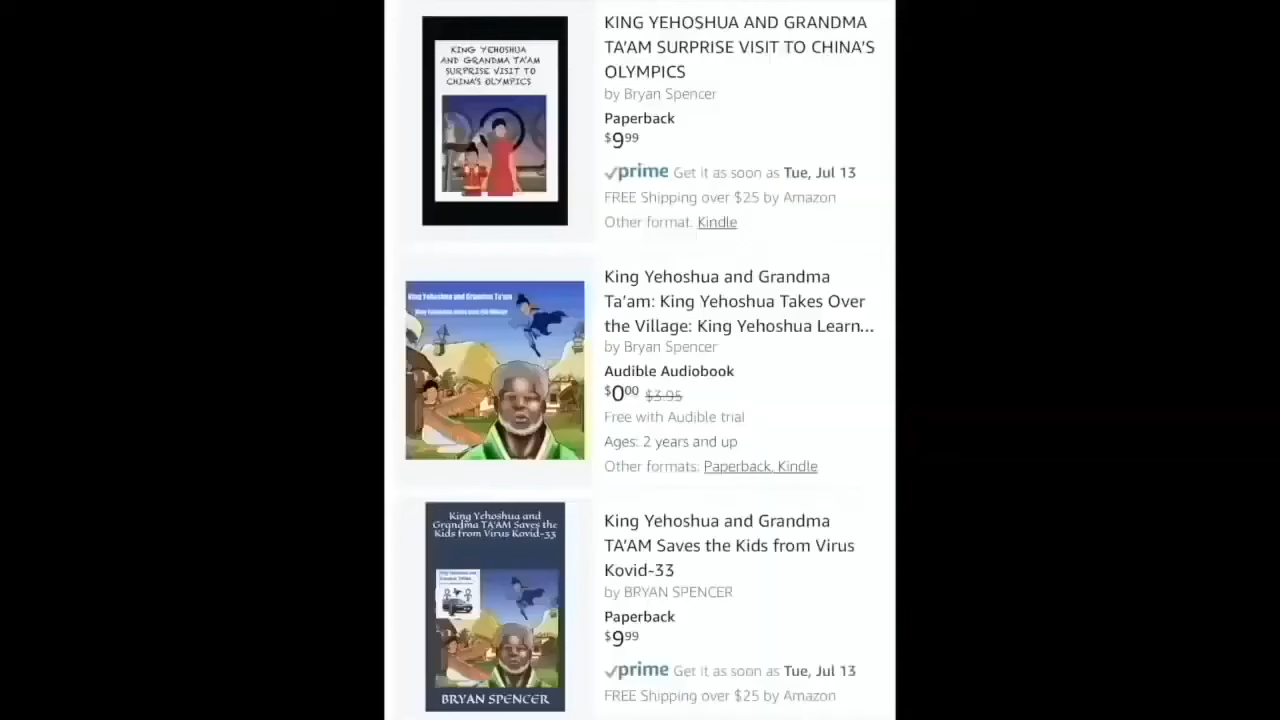 KING YEHOSHUA
AND GRANDMA TA'AM
SURPRISE VISIT TO
CHINA'S OLYMPICS
KING YEHOSHUA AND GRANDMA
TA'AM SURPRISE VISIT TO CHINA'S
OLYMPICS
by Bryan Spencer
Paperback
$9.99
prime Get it as soon as Tue, Jul 13
FREE Shipping over $25 by Amazon
Other format. Kindle
King Yehoshua and Grandma Ta'am
King Yehoshua takes over the Village
King Yehoshua and Grandma
Ta'am: King Yehoshua Takes Over
the Village: King Yehoshua Learn...
by Bryan Spencer
Audible Audiobook
$0.00 $3.95
Free with Audible trial
Ages: 2 years and up
Other formats: Paperback, Kindle
King Yehoshua and
Grandma TA'AM Saves the
Kids from Virus Kovid-33
BRYAN SPENCER
King Yehoshua and Grandma
TA'AM Saves the Kids from Virus
Kovid-33
by BRYAN SPENCER
Paperback
$9.99
prime Get it as soon as Tue, Jul 13
FREE Shipping over $25 by Amazon